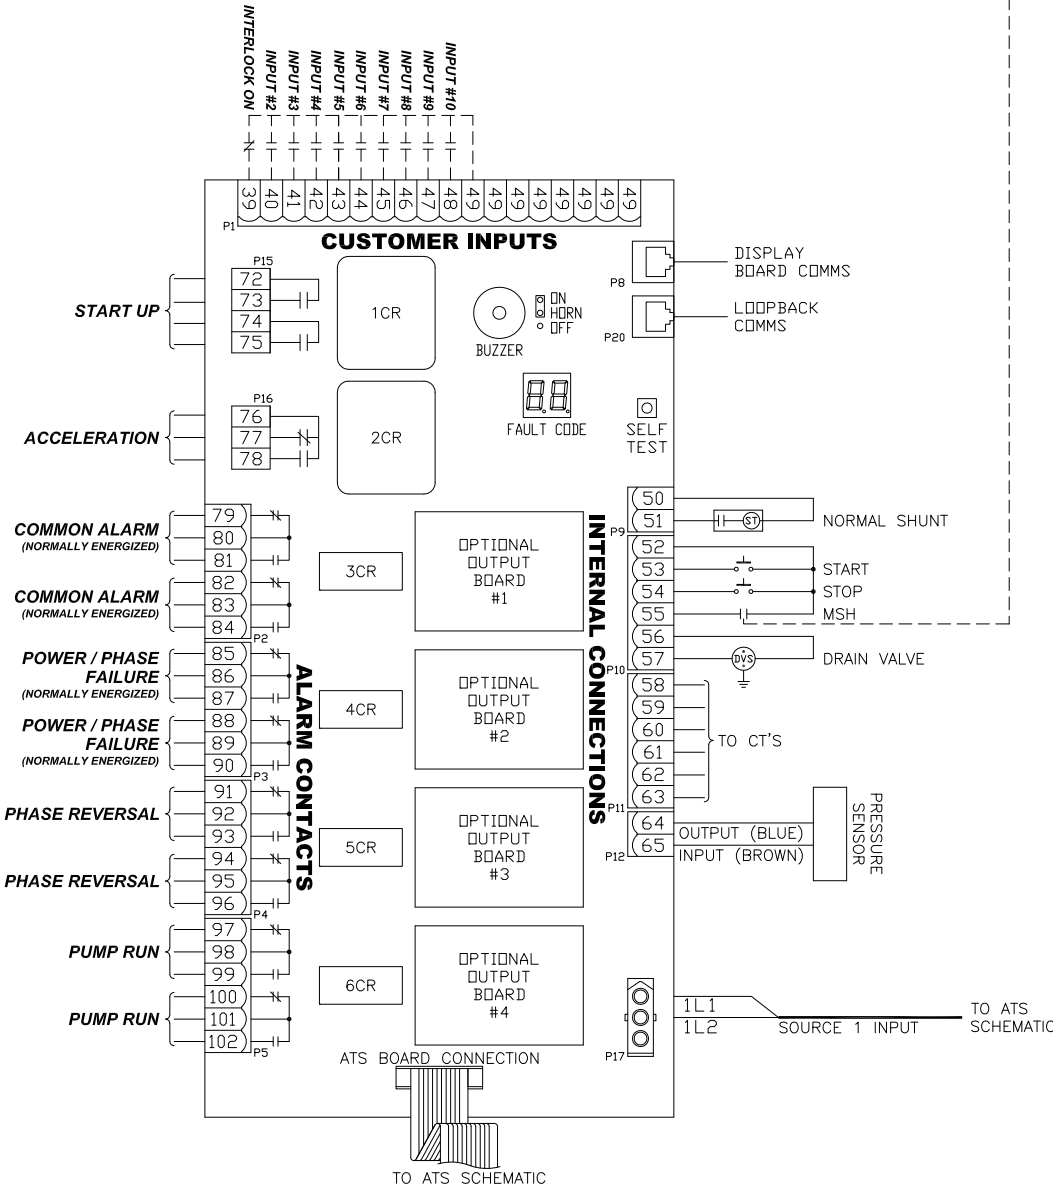 INTERLOCK ON
INPUT #2
INPUT #3
INPUT #4
INPUT #5
INPUT #6
INPUT #7
INPUT #8
INPUT #9
INPUT #10
39 40 41 42 43 44 45 46 47 48 49 49 49 49 49 49 49 49
P1
CUSTOMER INPUTS
START UP
P15
72
73
74
75
1CR
BUZZER
ON
HORN
OFF
P8
DISPLAY
BOARD COMMS
P20
LOOPBACK
COMMS
ACCELERATION
P16
76
77
78
2CR
FAULT CODE
SELF
TEST
COMMON ALARM
(NORMALLY ENERGIZED)
79
80
81
COMMON ALARM
(NORMALLY ENERGIZED)
82
83
84
P2
POWER / PHASE
FAILURE
(NORMALLY ENERGIZED)
85
86
87
POWER / PHASE
FAILURE
(NORMALLY ENERGIZED)
88
89
90
P3
PHASE REVERSAL
91
92
93
PHASE REVERSAL
94
95
96
P4
PUMP RUN
97
98
99
PUMP RUN
100
101
102
P5
ALARM CONTACTS
3CR
4CR
5CR
6CR
OPTIONAL
OUTPUT
BOARD
#1
OPTIONAL
OUTPUT
BOARD
#2
OPTIONAL
OUTPUT
BOARD
#3
OPTIONAL
OUTPUT
BOARD
#4
INTERNAL CONNECTIONS
50
51
P9
ST
NORMAL SHUNT
52
53
54
55
56
57
P10
START
STOP
MSH
DVS
DRAIN VALVE
58
59
60
61
62
63
P11
TO CT'S
64
65
P12
OUTPUT (BLUE)
INPUT (BROWN)
PRESSURE
SENSOR
P17
1L1
1L2
SOURCE 1 INPUT
TO ATS
SCHEMATIC
ATS BOARD CONNECTION
TO ATS SCHEMATIC